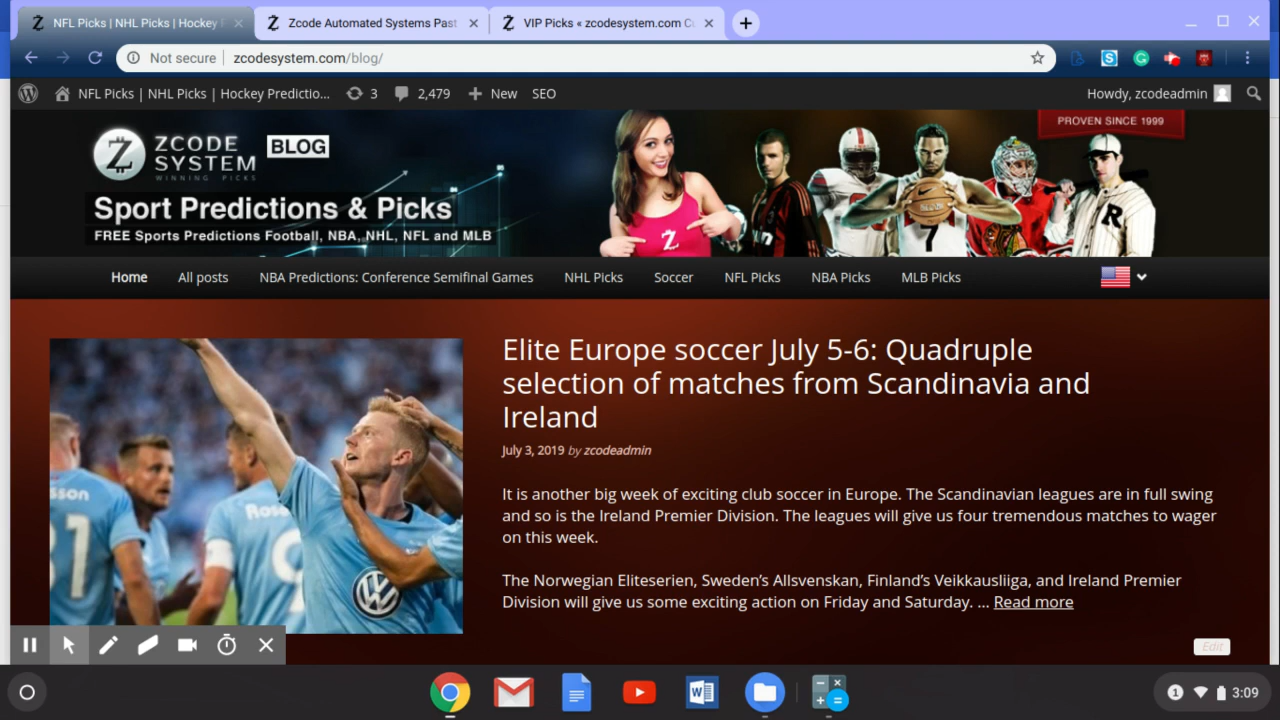 NFL Picks | NHL Picks | Hockey
Zcode Automated Systems Past
VIP Picks « zcodesystem.com
Not secure | zcodesystem.com/blog/
NFL Picks | NHL Picks | Hockey Predictio... 3 2,479 New SEO Howdy, zcodeadmin
PROVEN SINCE 1999
ZCODE
SYSTEM
WINNING PICKS
BLOG
Sport Predictions & Picks
FREE Sports Predictions Football, NBA, NHL, NFL and MLB
Z
7
R
Home All posts NBA Predictions: Conference Semifinal Games NHL Picks Soccer NFL Picks NBA Picks MLB Picks
Elite Europe soccer July 5-6: Quadruple
selection of matches from Scandinavia and
Ireland
July 3, 2019 by zcodeadmin
It is another big week of exciting club soccer in Europe. The Scandinavian leagues are in full swing
and so is the Ireland Premier Division. The leagues will give us four tremendous matches to wager
on this week.
The Norwegian Eliteserien, Sweden's Allsvenskan, Finland's Veikkausliiga, and Ireland Premier
Division will give us some exciting action on Friday and Saturday. ... Read more
Edit
1 3:09